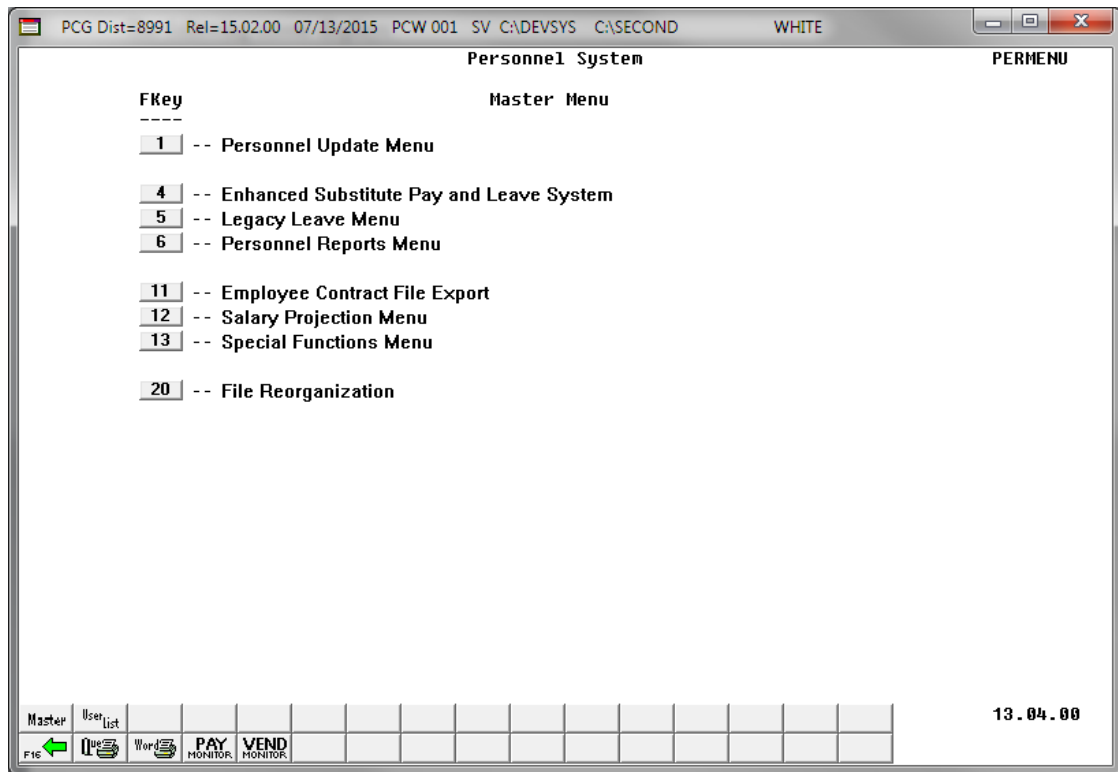 PCG Dist=8991 Rel=15.02.00 07/13/2015 PCW 001 SV C:\DEVSYS C:\SECOND WHITE
Personnel System PERMENU
FKey Master Menu
----
1 -- Personnel Update Menu
4 -- Enhanced Substitute Pay and Leave System
5 -- Legacy Leave Menu
6 -- Personnel Reports Menu
11 -- Employee Contract File Export
12 -- Salary Projection Menu
13 -- Special Functions Menu
20 -- File Reorganization
Master User List 13.04.00
F16 Que Word PAY MONITOR VEND MONITOR